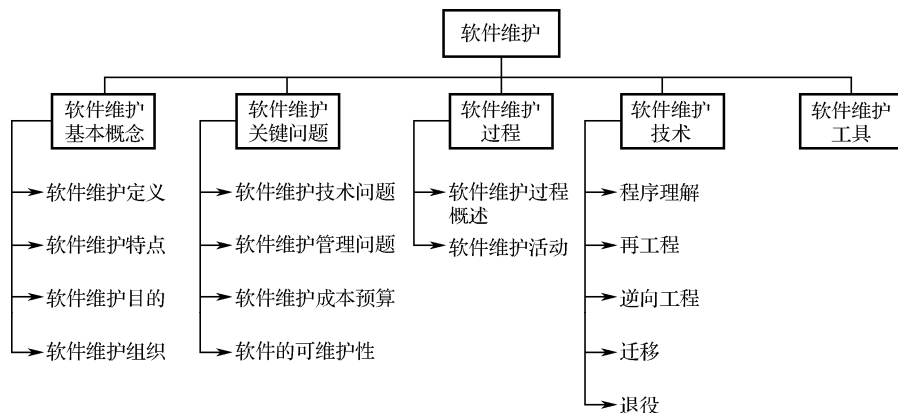 软件维护
软件维护
基本概念
软件维护定义
软件维护特点
软件维护目的
软件维护组织
软件维护
关键问题
软件维护技术问题
软件维护管理问题
软件维护成本预算
软件的可维护性
软件维护
过程
软件维护过程
概述
软件维护活动
软件维护
技术
程序理解
再工程
逆向工程
迁移
退役
软件维护
工具